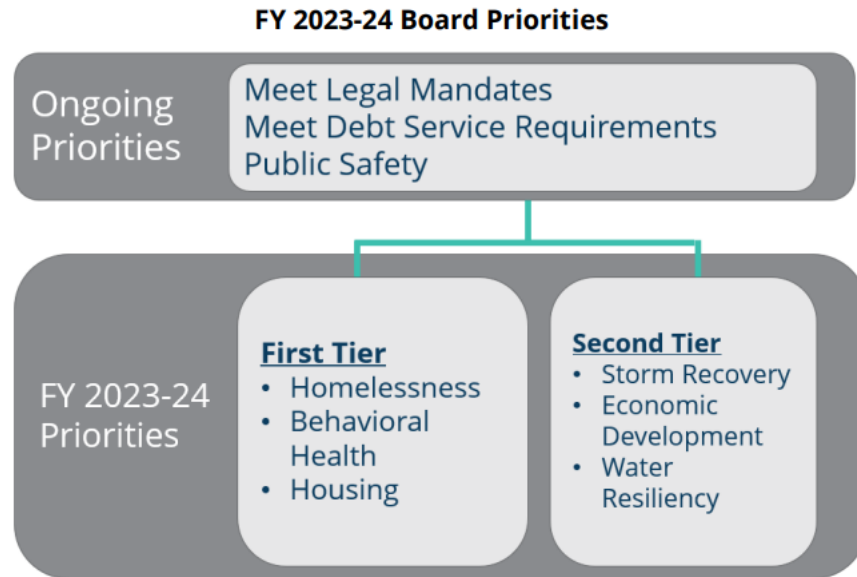 FY 2023-24 Board Priorities
Ongoing
Priorities
Meet Legal Mandates
Meet Debt Service Requirements
Public Safety
FY 2023-24
Priorities
First Tier
• Homelessness
• Behavioral
Health
• Housing
Second Tier
• Storm Recovery
• Economic
Development
• Water
Resiliency